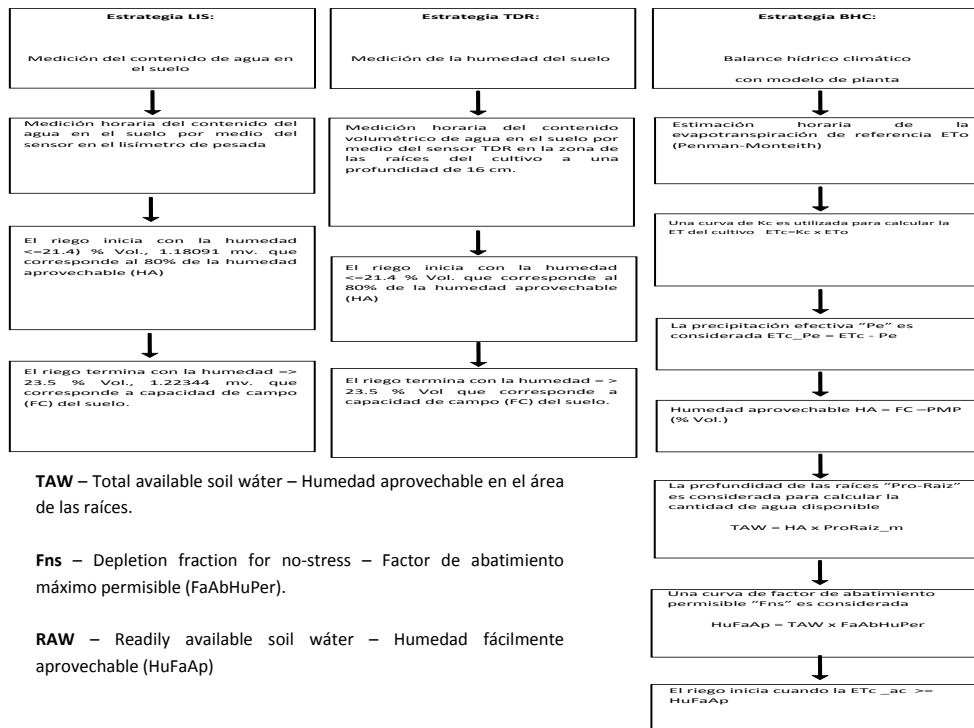 Estrategia LIS:
Medición del contenido de agua en
el suelo
Medición horaria del contenido del
agua en el suelo por medio del
sensor en el lisímetro de pesada
El riego inicia con la humedad
<=21.4) % Vol., 1.18091 mv. que
corresponde al 80% de la humedad
aprovechable (HA)
El riego termina con la humedad =>
23.5 % Vol., 1.22344 mv. que
corresponde a capacidad de campo
(FC) del suelo.
Estrategia TDR:
Medición de la humedad del suelo
Medición horaria del contenido
volumétrico de agua en el suelo por
medio del sensor TDR en la zona de
las raíces del cultivo a una
profundidad de 16 cm.
El riego inicia con la humedad
<=21.4 % Vol. que corresponde al
80% de la humedad aprovechable
(HA)
El riego termina con la humedad = >
23.5 % Vol que corresponde a
capacidad de campo (FC) del suelo.
Estrategia BHC:
Balance hídrico climático
con modelo de planta
Estimación horaria de la
evapotranspiración de referencia ETo
(Penman-Monteith)
Una curva de Kc es utilizada para calcular la
ET del cultivo ETc=Kc x ETo
La precipitación efectiva "Pe" es
considerada ETc_Pe = ETc - Pe
Humedad aprovechable HA = FC –PMP
(% Vol.)
La profundidad de las raíces "Pro-Raiz"
es considerada para calcular la
cantidad de agua disponible
TAW = HA x ProRaiz_m
Una curva de factor de abatimiento
permisible "Fns" es considerada
HuFaAp = TAW x FaAbHuPer
El riego inicia cuando la ETc _ac >=
HuFaAp
TAW – Total available soil wáter – Humedad aprovechable en el área
de las raíces.
Fns – Depletion fraction for no-stress – Factor de abatimiento
máximo permisible (FaAbHuPer).
RAW – Readily available soil wáter – Humedad fácilmente
aprovechable (HuFaAp)